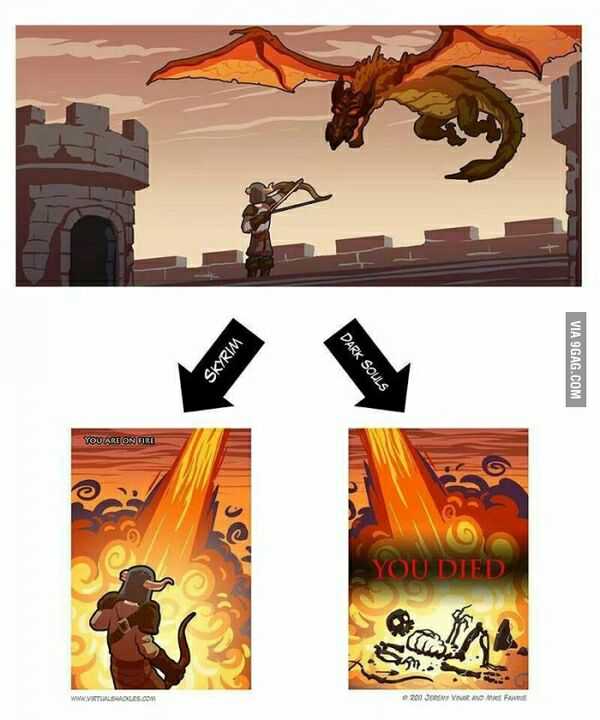 VIA 9GAG.COM
SKYRIM
DARK SOULS
YOU ARE ON FIRE
YOU DIED
WWW.VIRTUALSHACKLES.COM
© 2011 JEREMY VINAR AND MIKE FAHMIE